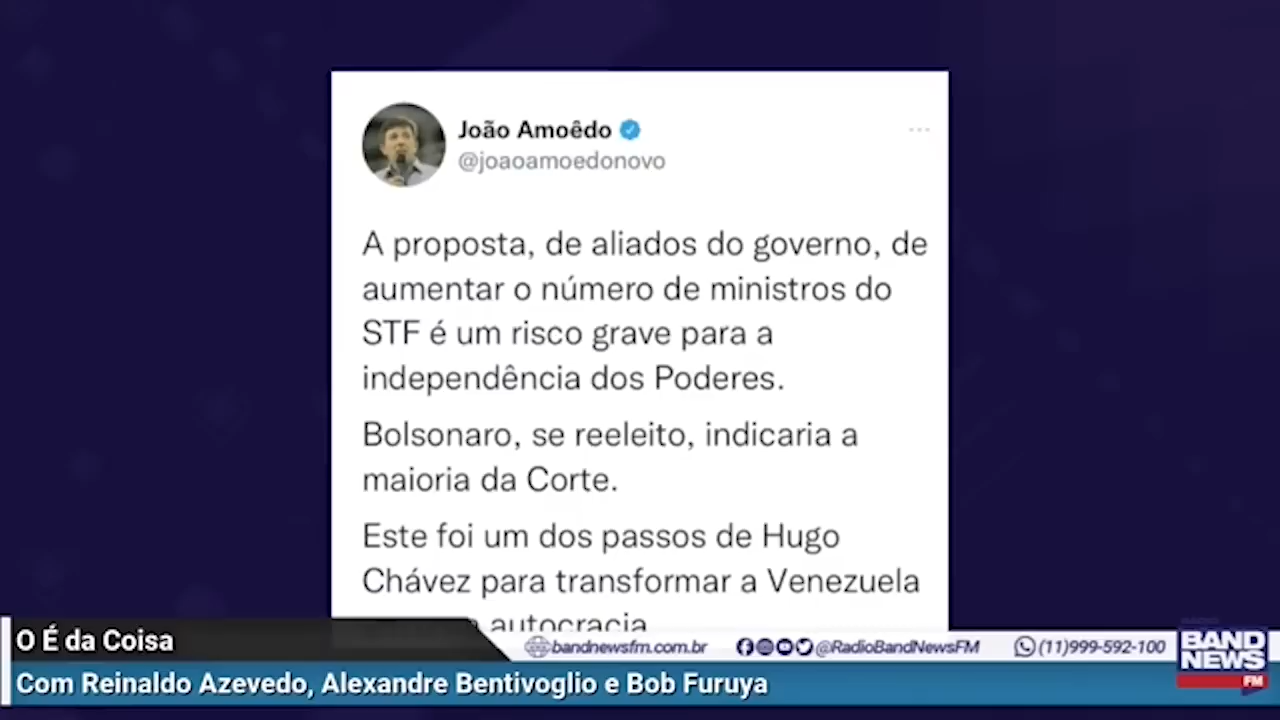 João Amoêdo
@joaoamoedonovo
A proposta, de aliados do governo, de
aumentar o número de ministros do
STF é um risco grave para a
independência dos Poderes.
Bolsonaro, se reeleito, indicaria a
maioria da Corte.
Este foi um dos passos de Hugo
Chávez para transformar a Venezuela
autocracia
O É da Coisa
bandnewsfm.com.br
@RadioBandNewsFM
(11)999-592-100
BAND
NEWS
FM
Com Reinaldo Azevedo, Alexandre Bentivoglio e Bob Furuya